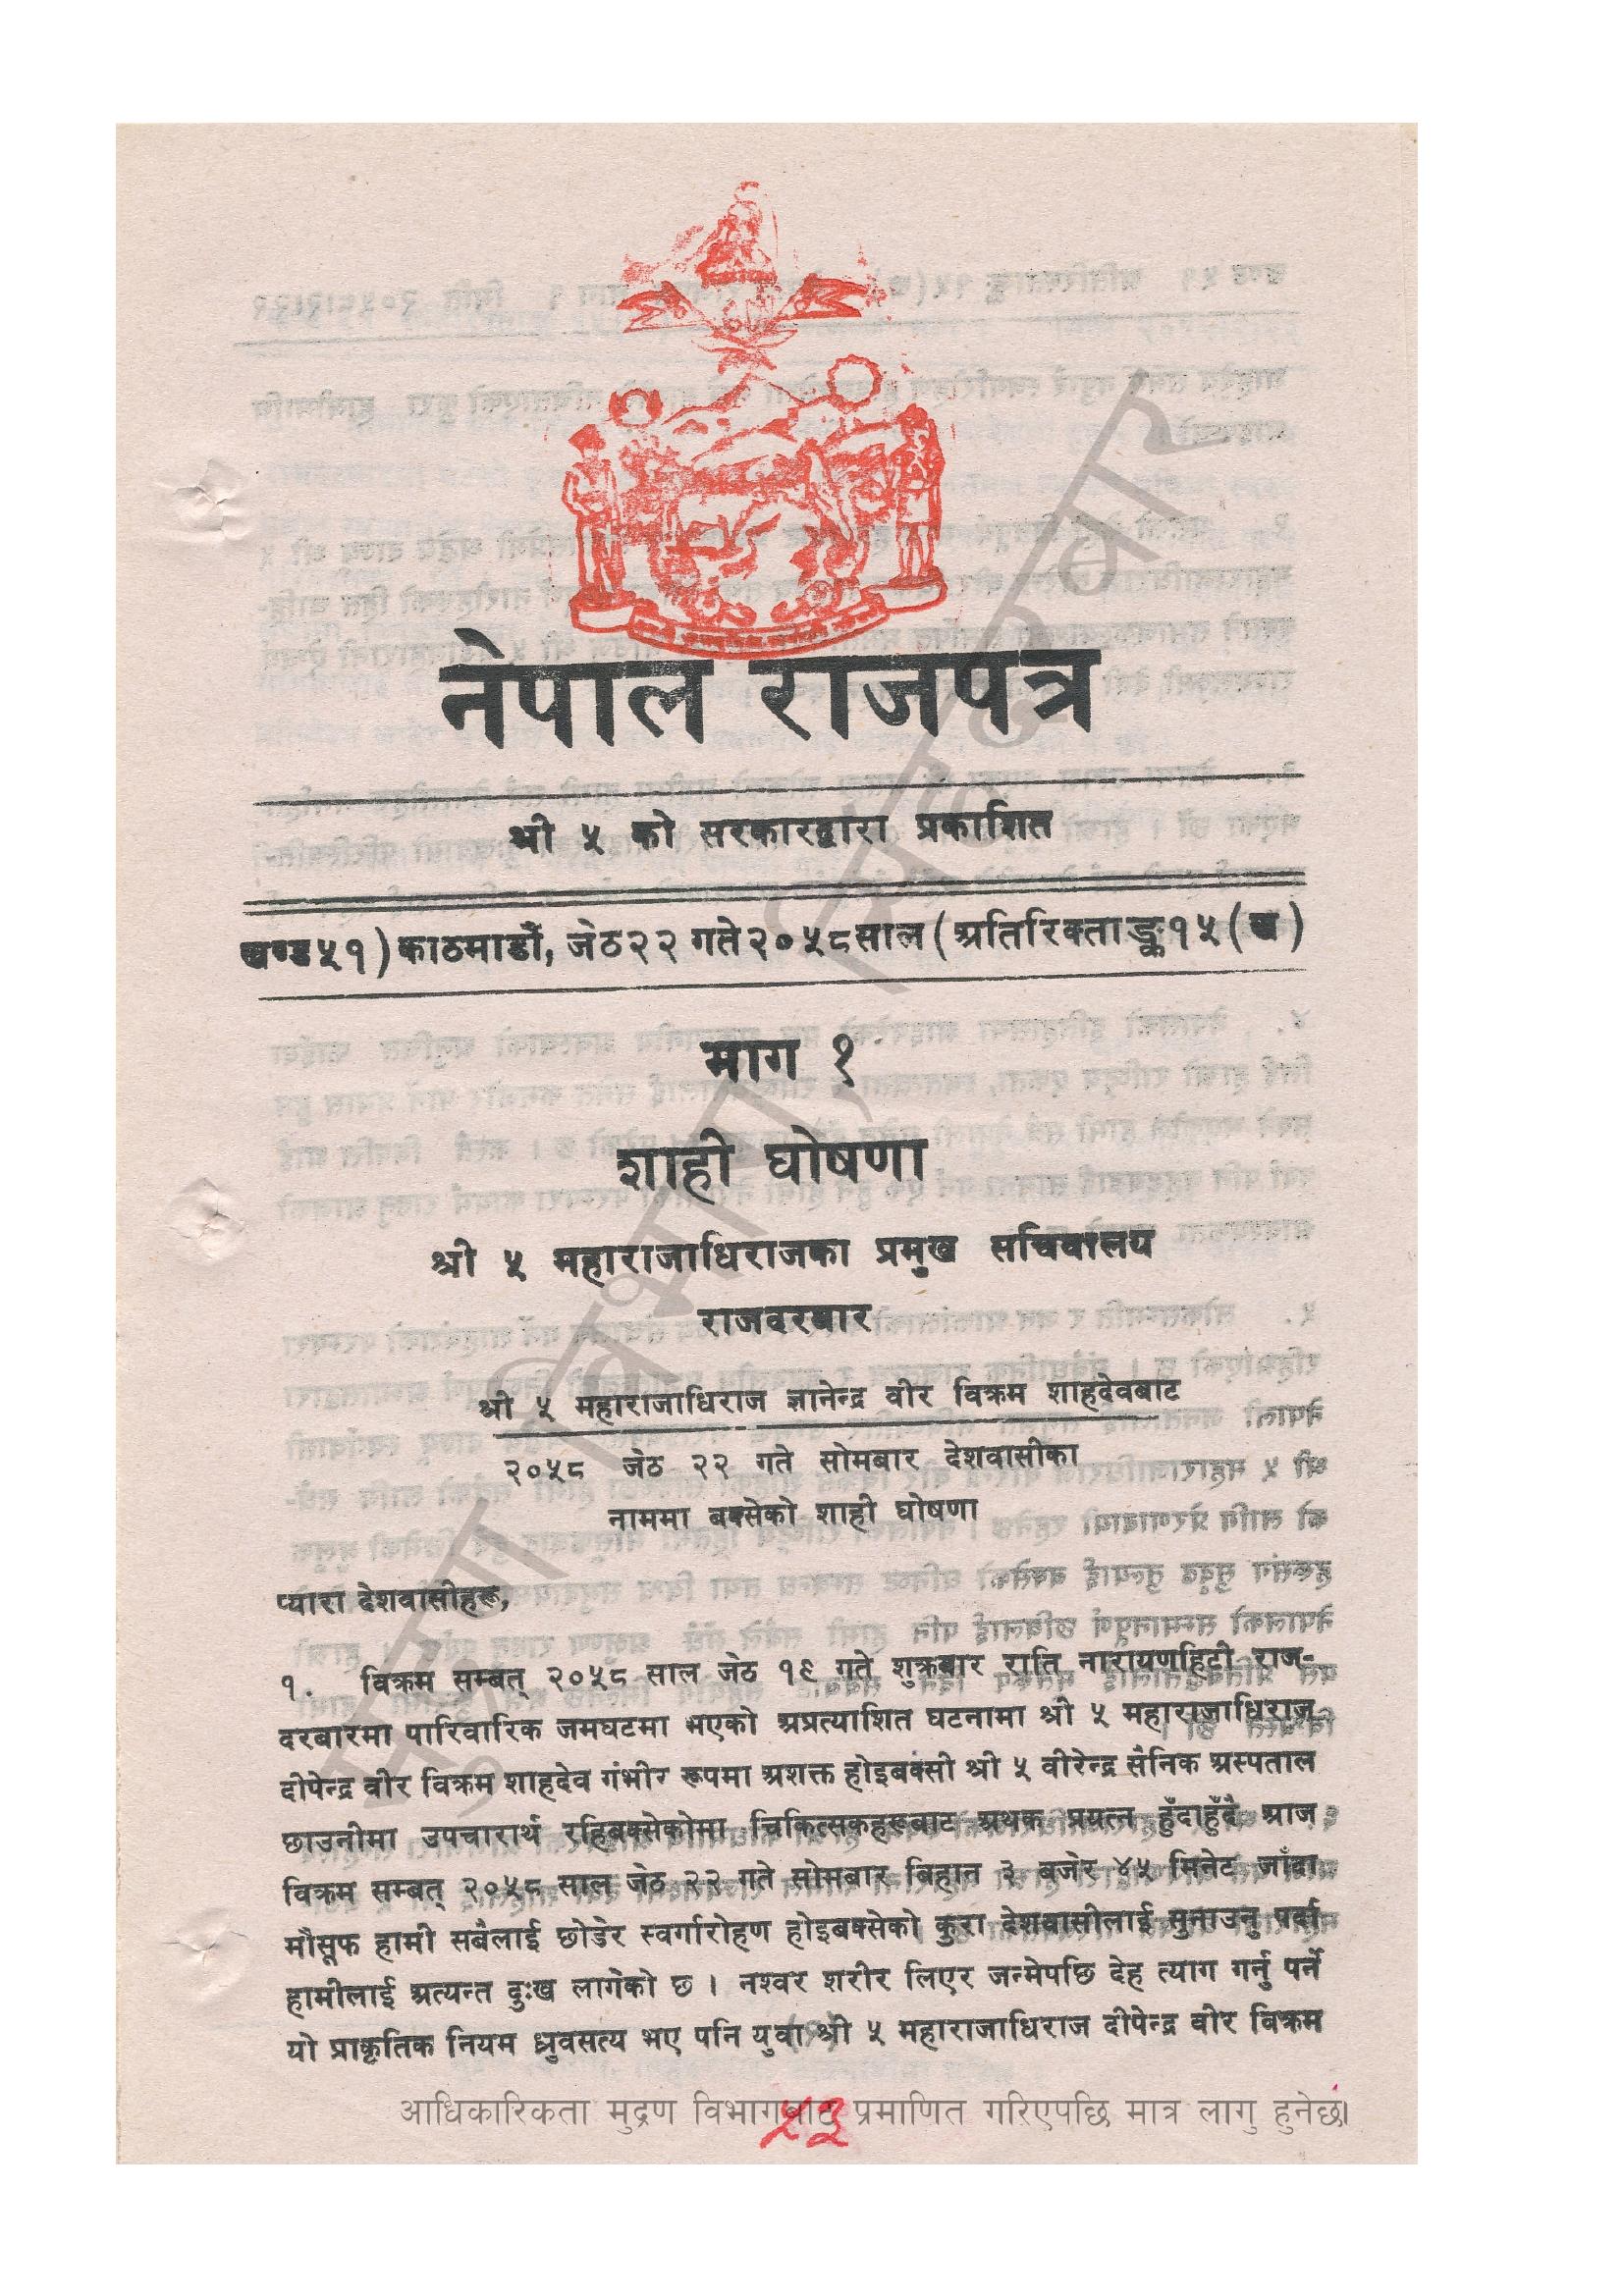 नेपाल राजपत्र
श्री ५ को सरकारद्वारा प्रकाशित
खण्ड ५१) काठमाडौं, जेठ २२ गते २०५८ साल (अतिरिक्ताङ्क १५ (ख)
भाग १
शाही घोषणा
श्री ५ महाराजाधिराजका प्रमुख सचिवालय
राजदरबार
श्री ५ महाराजाधिराज ज्ञानेन्द्र वीर विक्रम शाहदेवबाट
२०५८ जेठ २२ गते सोमबार देशवासीका
नाममा बक्सेको शाही घोषणा
प्यारा देशवासीहरू,
१. विक्रम सम्बत् २०५८ साल जेठ १९ गते शुक्रबार राति नारायणहिटी राज-
दरबारमा पारिवारिक जमघटमा भएको अप्रत्याशित घटनामा श्री ५ महाराजाधिराज
दीपेन्द्र वीर विक्रम शाहदेव गंभीर रूपमा अशक्त होइबक्सी श्री ५ वीरेन्द्र सैनिक अस्पताल
छाउनीमा उपचारार्थ रहिबक्सेकोमा चिकित्सकहरूबाट अथक प्रयत्न हुँदाहुँदै आज
विक्रम सम्बत् २०५८ साल जेठ २२ गते सोमबार बिहान ३ बजेर ४५ मिनेट जाँदा
मौसूफ हामी सबैलाई छोडेर स्वर्गारोहण होइबक्सेको कुरा देशवासीलाई सुनाउनु पर्दा
हामीलाई अत्यन्त दुःख लागेको छ । नश्वर शरीर लिएर जन्मेपछि देह त्याग गर्नु पर्ने
यो प्राकृतिक नियम ध्रुवसत्य भए पनि युवा श्री ५ महाराजाधिराज दीपेन्द्र वीर विक्रम
आधिकारिकता मुद्रण विभागबाट प्रमाणित गरिएपछि मात्र लागु हुनेछ।
५३